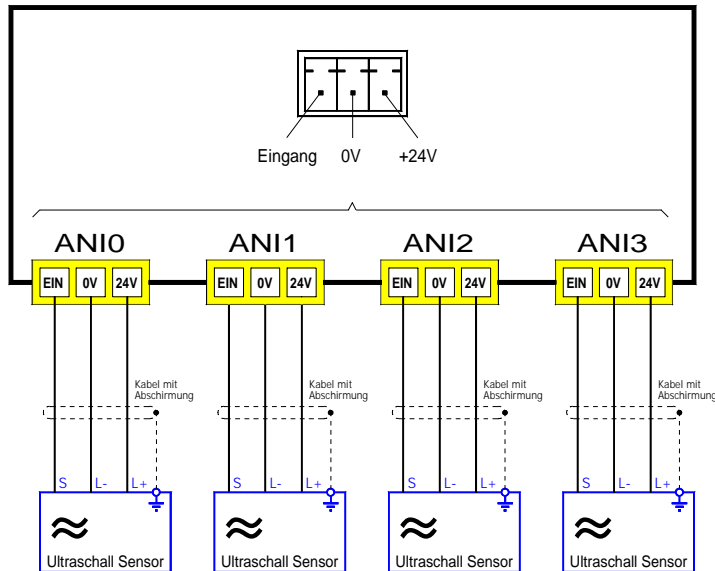 Eingang 0V +24V
ANI0 ANI1 ANI2 ANI3
EIN 0V 24V EIN 0V 24V EIN 0V 24V EIN 0V 24V
Kabel mit Kabel mit Kabel mit Kabel mit
Abschirmung Abschirmung Abschirmung Abschirmung
S L- L+ S L- L+ S L- L+ S L- L+
Ultraschall Sensor Ultraschall Sensor Ultraschall Sensor Ultraschall Sensor